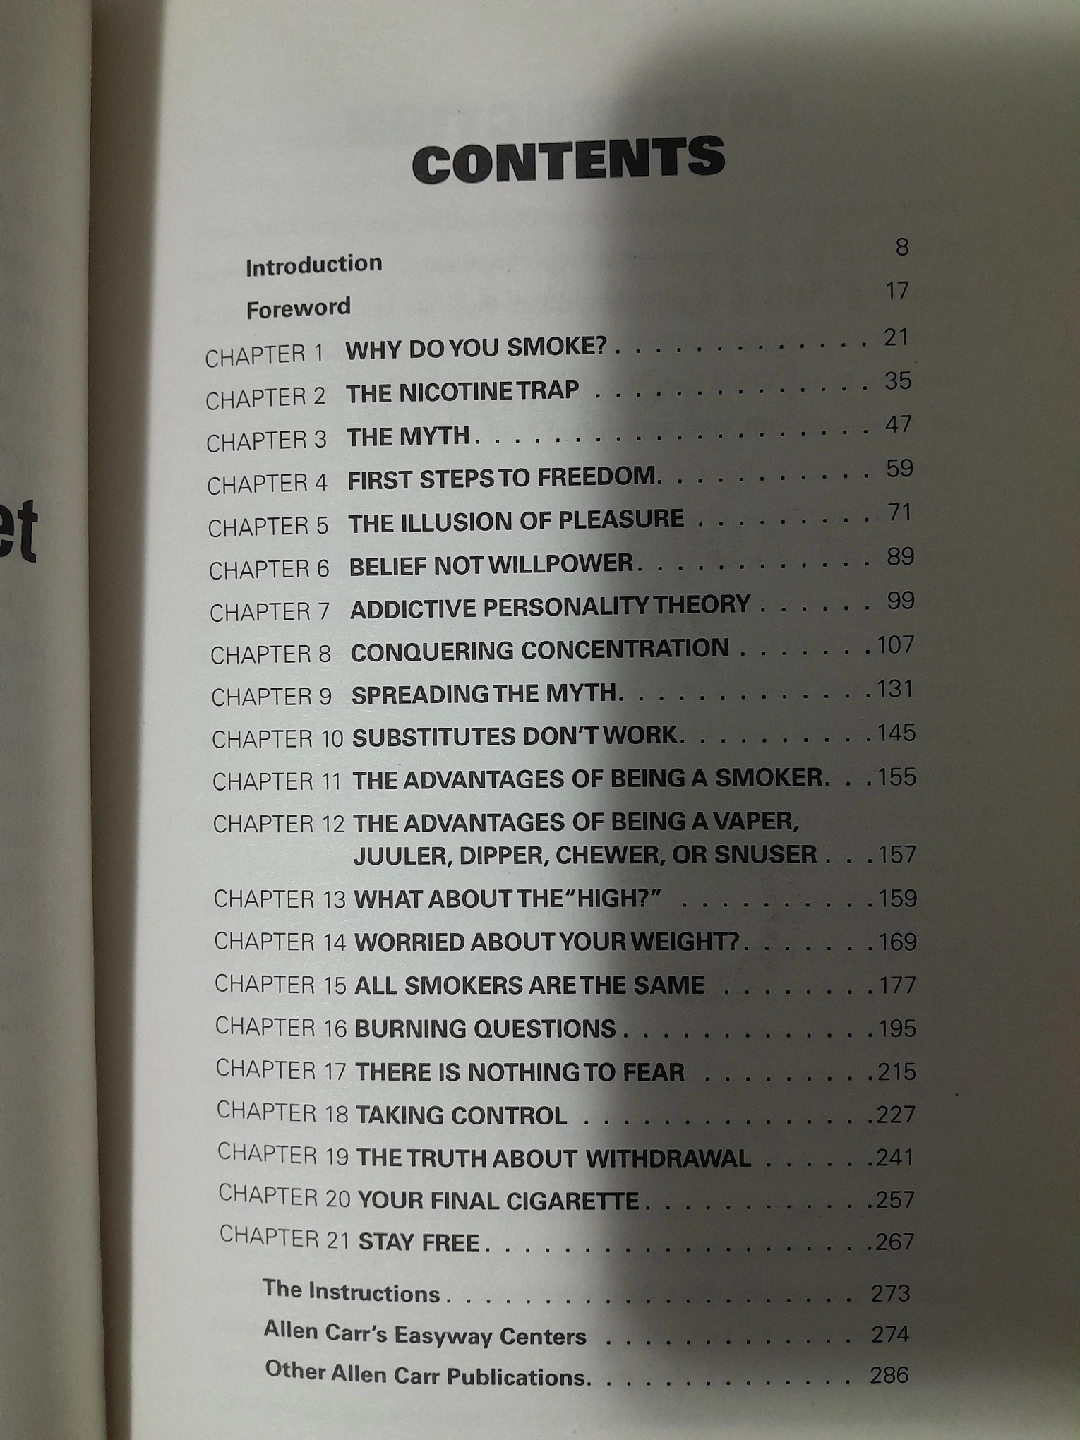 CONTENTS
Introduction 8
Foreword 17
CHAPTER 1 WHY DO YOU SMOKE? . . . . . . . . . . . . . 21
CHAPTER 2 THE NICOTINE TRAP . . . . . . . . . . . . . . 35
CHAPTER 3 THE MYTH. . . . . . . . . . . . . . . . . . . . 47
CHAPTER 4 FIRST STEPS TO FREEDOM. . . . . . . . . . . 59
CHAPTER 5 THE ILLUSION OF PLEASURE . . . . . . . . . 71
CHAPTER 6 BELIEF NOT WILLPOWER. . . . . . . . . . . . 89
CHAPTER 7 ADDICTIVE PERSONALITY THEORY . . . . . . 99
CHAPTER 8 CONQUERING CONCENTRATION . . . . . . . 107
CHAPTER 9 SPREADING THE MYTH. . . . . . . . . . . . .131
CHAPTER 10 SUBSTITUTES DON'T WORK. . . . . . . . . .145
CHAPTER 11 THE ADVANTAGES OF BEING A SMOKER. . .155
CHAPTER 12 THE ADVANTAGES OF BEING A VAPER,
JUULER, DIPPER, CHEWER, OR SNUSER . . .157
CHAPTER 13 WHAT ABOUT THE "HIGH?" . . . . . . . . . .159
CHAPTER 14 WORRIED ABOUT YOUR WEIGHT?. . . . . . .169
CHAPTER 15 ALL SMOKERS ARE THE SAME . . . . . . . .177
CHAPTER 16 BURNING QUESTIONS . . . . . . . . . . . . .195
CHAPTER 17 THERE IS NOTHING TO FEAR . . . . . . . . .215
CHAPTER 18 TAKING CONTROL . . . . . . . . . . . . . .227
CHAPTER 19 THE TRUTH ABOUT WITHDRAWAL . . . . . .241
CHAPTER 20 YOUR FINAL CIGARETTE. . . . . . . . . . . .257
CHAPTER 21 STAY FREE. . . . . . . . . . . . . . . . . .267
The Instructions . . . . . . . . . . . . . . . . . . . . 273
Allen Carr's Easyway Centers . . . . . . . . . . . . . 274
Other Allen Carr Publications. . . . . . . . . . . . . . 286